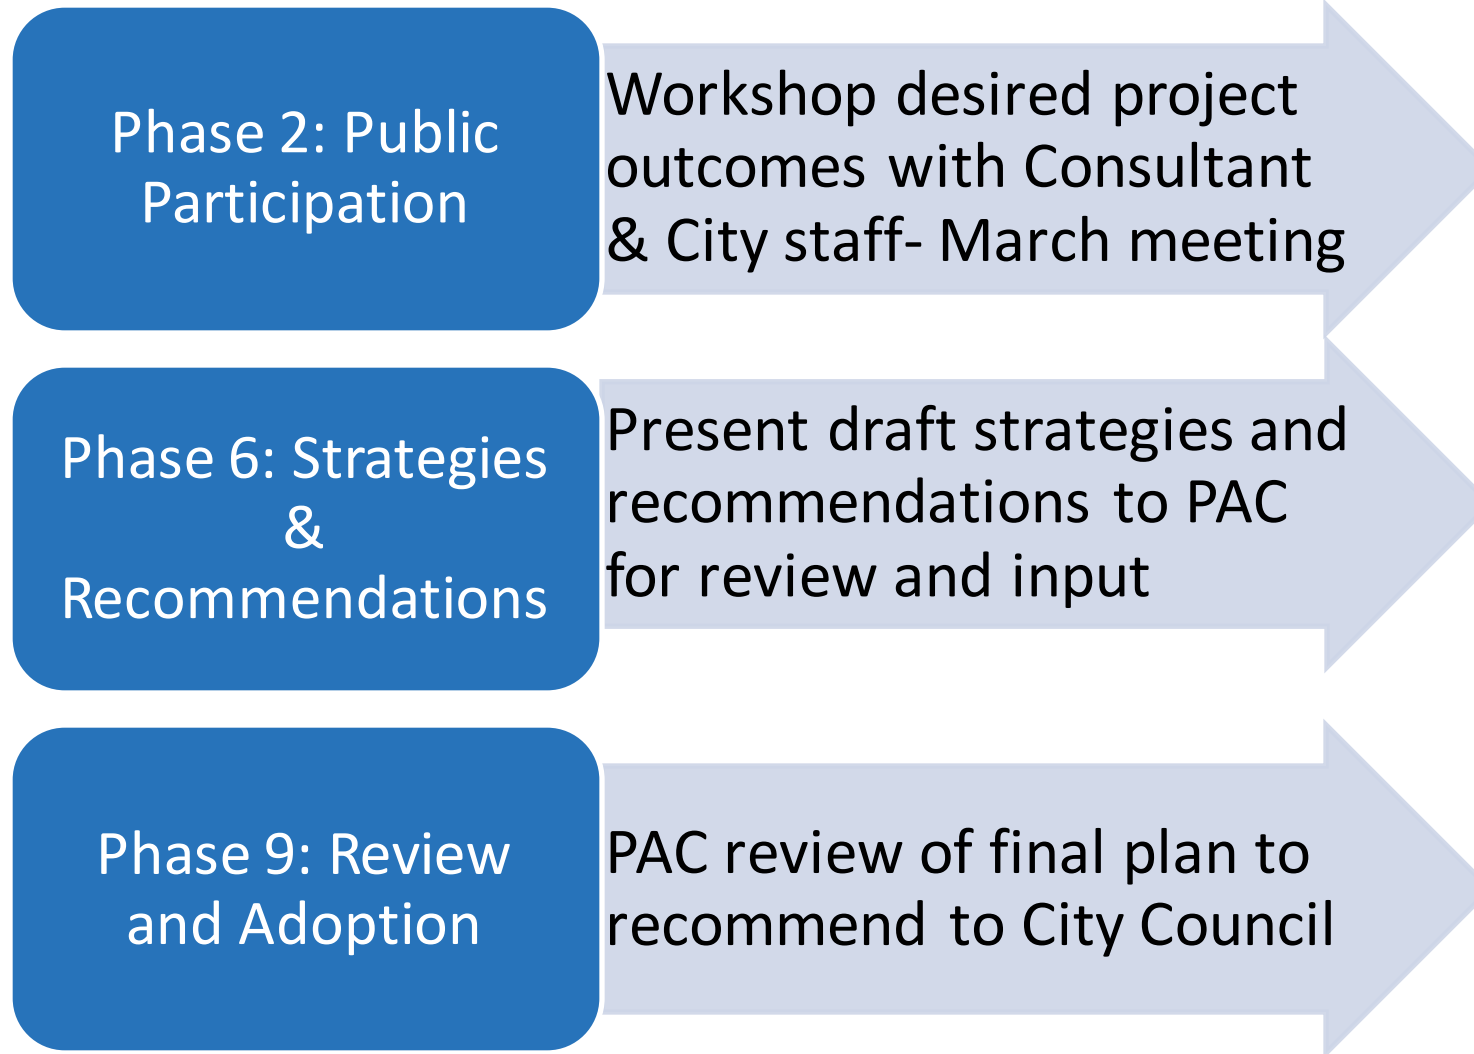 Phase 2: Public
Participation
Workshop desired project
outcomes with Consultant
& City staff- March meeting
Phase 6: Strategies
&
Recommendations
Present draft strategies and
recommendations to PAC
for review and input
Phase 9: Review
and Adoption
PAC review of final plan to
recommend to City Council